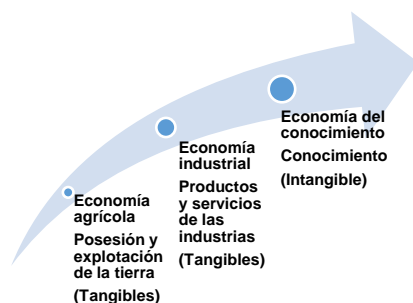 Economía
agrícola
Posesión y
explotación
de la tierra
(Tangibles)
Economía
industrial
Productos
y servicios
de las
industrias
(Tangibles)
Economía del
conocimiento
Conocimiento
(Intangible)